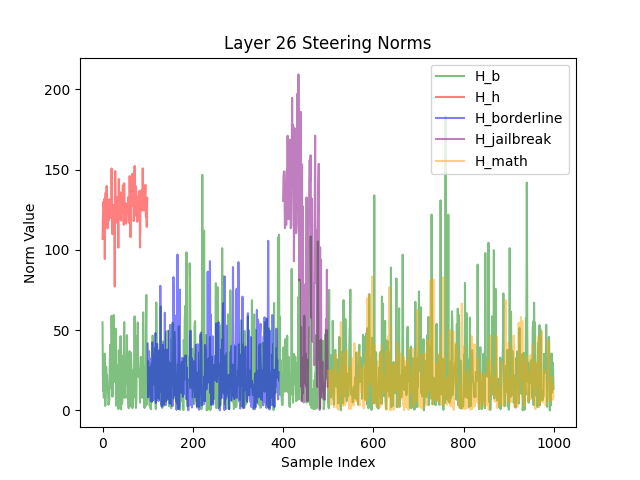 Layer 26 Steering Norms
H_b
H_h
H_borderline
H_jailbreak
H_math
Norm Value
200
150
100
50
0
0 200 400 600 800 1000
Sample Index